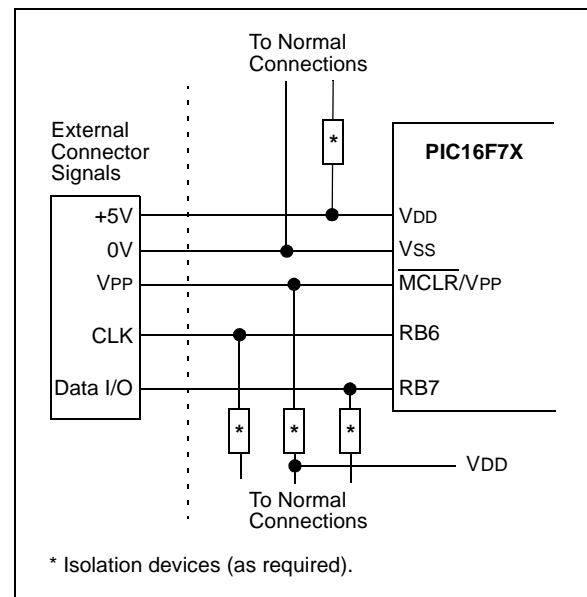 To Normal
Connections
*
External
Connector
Signals
PIC16F7X
+5V
VDD
0V
VSS
VPP
MCLR/VPP
CLK
RB6
Data I/O
RB7
* * *
VDD
To Normal
Connections
* Isolation devices (as required).